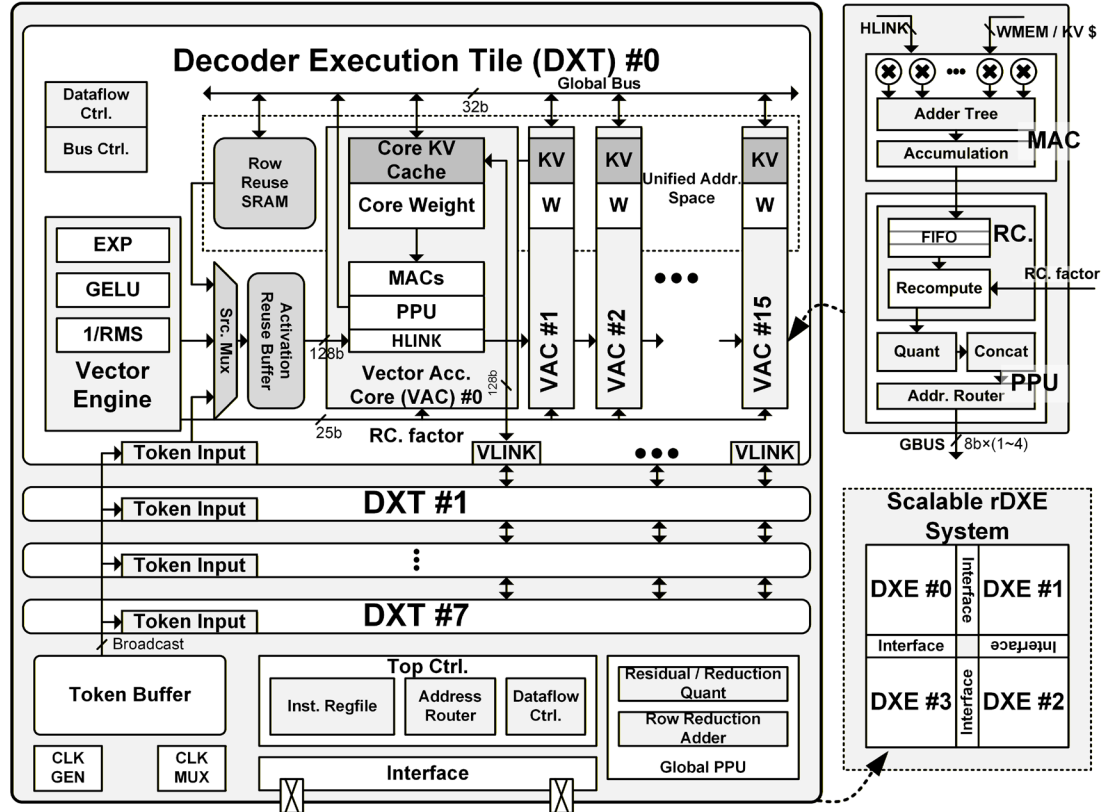 Decoder Execution Tile (DXT) #0
Dataflow
Ctrl.
Bus Ctrl.
Global Bus
32b
Row
Reuse
SRAM
Core KV
Cache
Core Weight
KV
W
KV
W
Unified Addr.
Space
KV
W
EXP
GELU
1/RMS
Vector
Engine
Src. Mux
Activation
Reuse Buffer
128b
MACs
PPU
HLINK
Vector Acc.
Core (VAC) #0
128b
VAC #1
VAC #2
•••
VAC #15
25b
RC. factor
Token Input
VLINK
•••
VLINK
Token Input
DXT #1
Token Input
Token Input
DXT #7
Broadcast
Token Buffer
CLK
GEN
CLK
MUX
Top Ctrl.
Inst. Regfile
Address
Router
Dataflow
Ctrl.
Interface
Residual / Reduction
Quant
Row Reduction
Adder
Global PPU
HLINK
WMEM / KV $
•••
Adder Tree
MAC
Accumulation
FIFO
RC.
Recompute
RC. factor
Quant
Concat
PPU
Addr. Router
GBUS
8b×(1~4)
Scalable rDXE
System
DXE #0
Interface
DXE #1
Interface
Interface
DXE #3
Interface
DXE #2